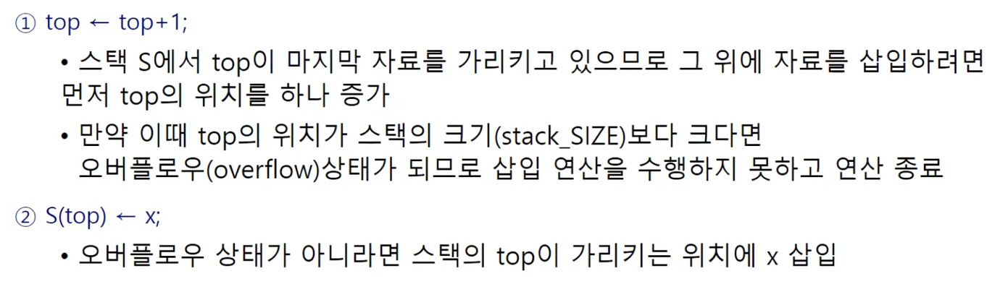 ① top ← top+1;
• 스택 S에서 top이 마지막 자료를 가리키고 있으므로 그 위에 자료를 삽입하려면
먼저 top의 위치를 하나 증가
• 만약 이때 top의 위치가 스택의 크기(stack_SIZE)보다 크다면
오버플로우(overflow)상태가 되므로 삽입 연산을 수행하지 못하고 연산 종료
② S(top) ← x;
• 오버플로우 상태가 아니라면 스택의 top이 가리키는 위치에 x 삽입